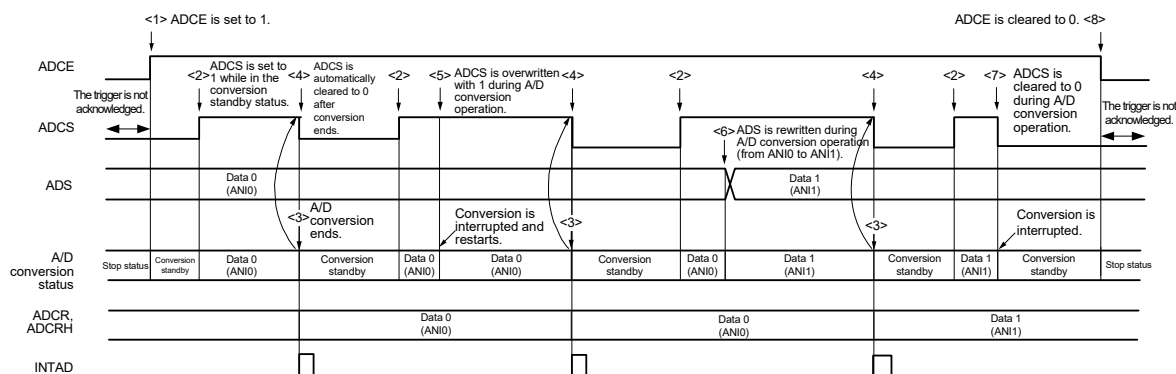 <1> ADCE is set to 1.
ADCE is cleared to 0. <8>
ADCE
The trigger is not
acknowledged.
<2>
ADCS is set to
1 while in the
conversion
standby status.
<4>
ADCS is
automatically
cleared to 0
after
conversion
ends.
<2>
<5>
ADCS is overwritten
with 1 during A/D
conversion
operation.
<4>
<2>
<4>
<2>
<7>
ADCS is
cleared to 0
during A/D
conversion
operation.
The trigger is not
acknowledged.
ADCS
<6> ADS is rewritten during
A/D conversion operation
(from ANI0 to ANI1).
ADS
Data 0
(ANI0)
Data 1
(ANI1)
<3> A/D
conversion
ends.
Conversion is
interrupted and
restarts.
<3>
<3>
Conversion is
interrupted.
A/D
conversion
status
Stop status
Conversion
standby
Data 0
(ANI0)
Conversion
standby
Data 0
(ANI0)
Data 0
(ANI0)
Conversion
standby
Data 0
(ANI0)
Data 1
(ANI1)
Conversion
standby
Data 1
(ANI1)
Conversion
standby
Stop status
ADCR,
ADCRH
Data 0
(ANI0)
Data 0
(ANI0)
Data 1
(ANI1)
INTAD